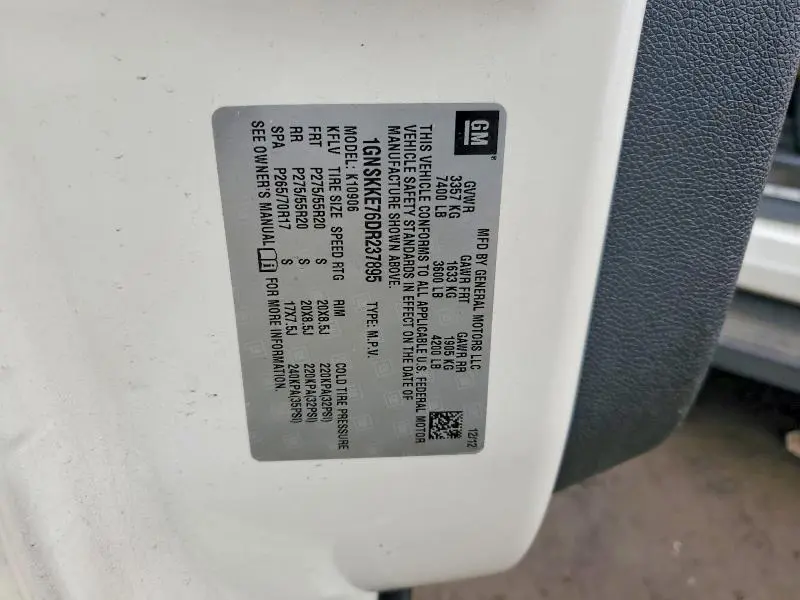 GM
MFD BY GENERAL MOTORS LLC 12/12
GVWR GAWR FRT GAWR RR
3357 KG 1633 KG 1905 KG
7400 LB 3600 LB 4200 LB
THIS VEHICLE CONFORMS TO ALL APPLICABLE U.S. FEDERAL MOTOR
VEHICLE SAFETY STANDARDS IN EFFECT ON THE DATE OF
MANUFACTURE SHOWN ABOVE.
1GNSKKE76DR237895 TYPE: M.P.V.
MODEL: K10906
KFLV TIRE SIZE SPEED RTG RIM COLD TIRE PRESSURE
FRT P275/55R20 S 20X8.5J 220KPA(32PSI)
RR P275/55R20 S 20X8.5J 220KPA(32PSI)
SPA P265/70R17 S 17X7.5J 240KPA(35PSI)
SEE OWNER'S MANUAL i FOR MORE INFORMATION.